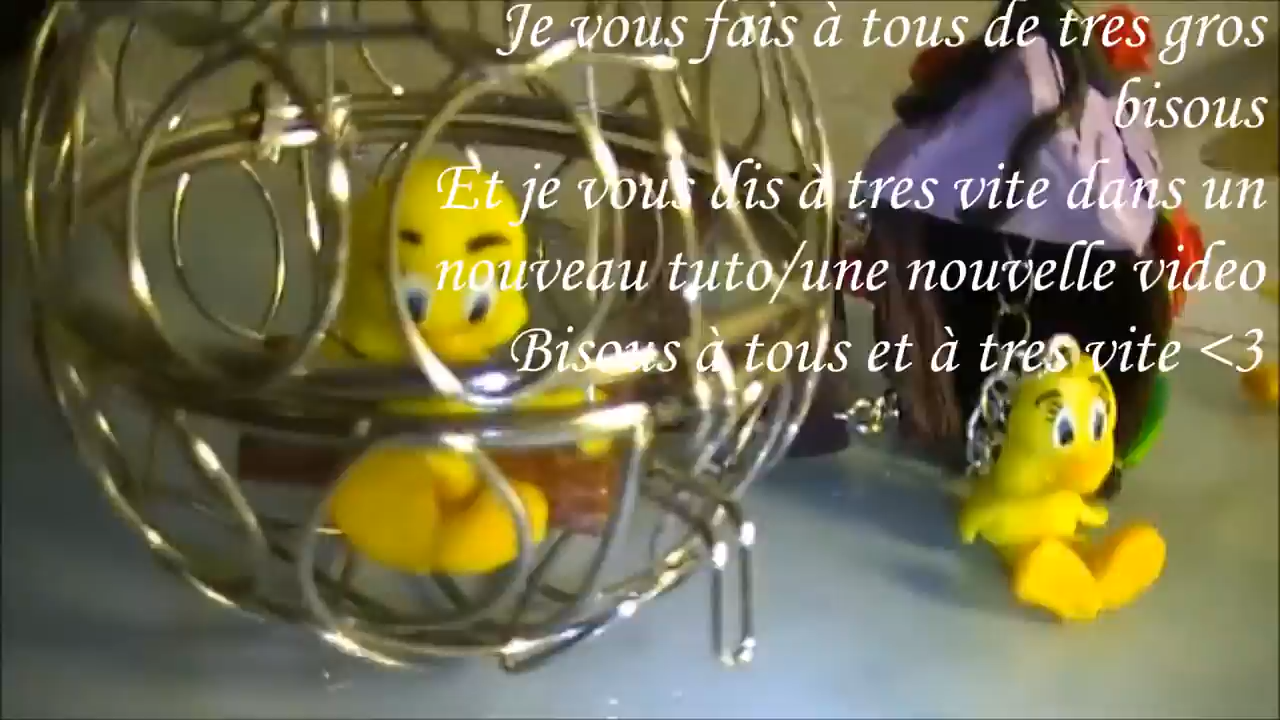 Je vous fais à tous de tres gros
bisous
Et je vous dis à tres vite dans un
nouveau tuto/une nouvelle video
Bisous à tous et à tres vite <3